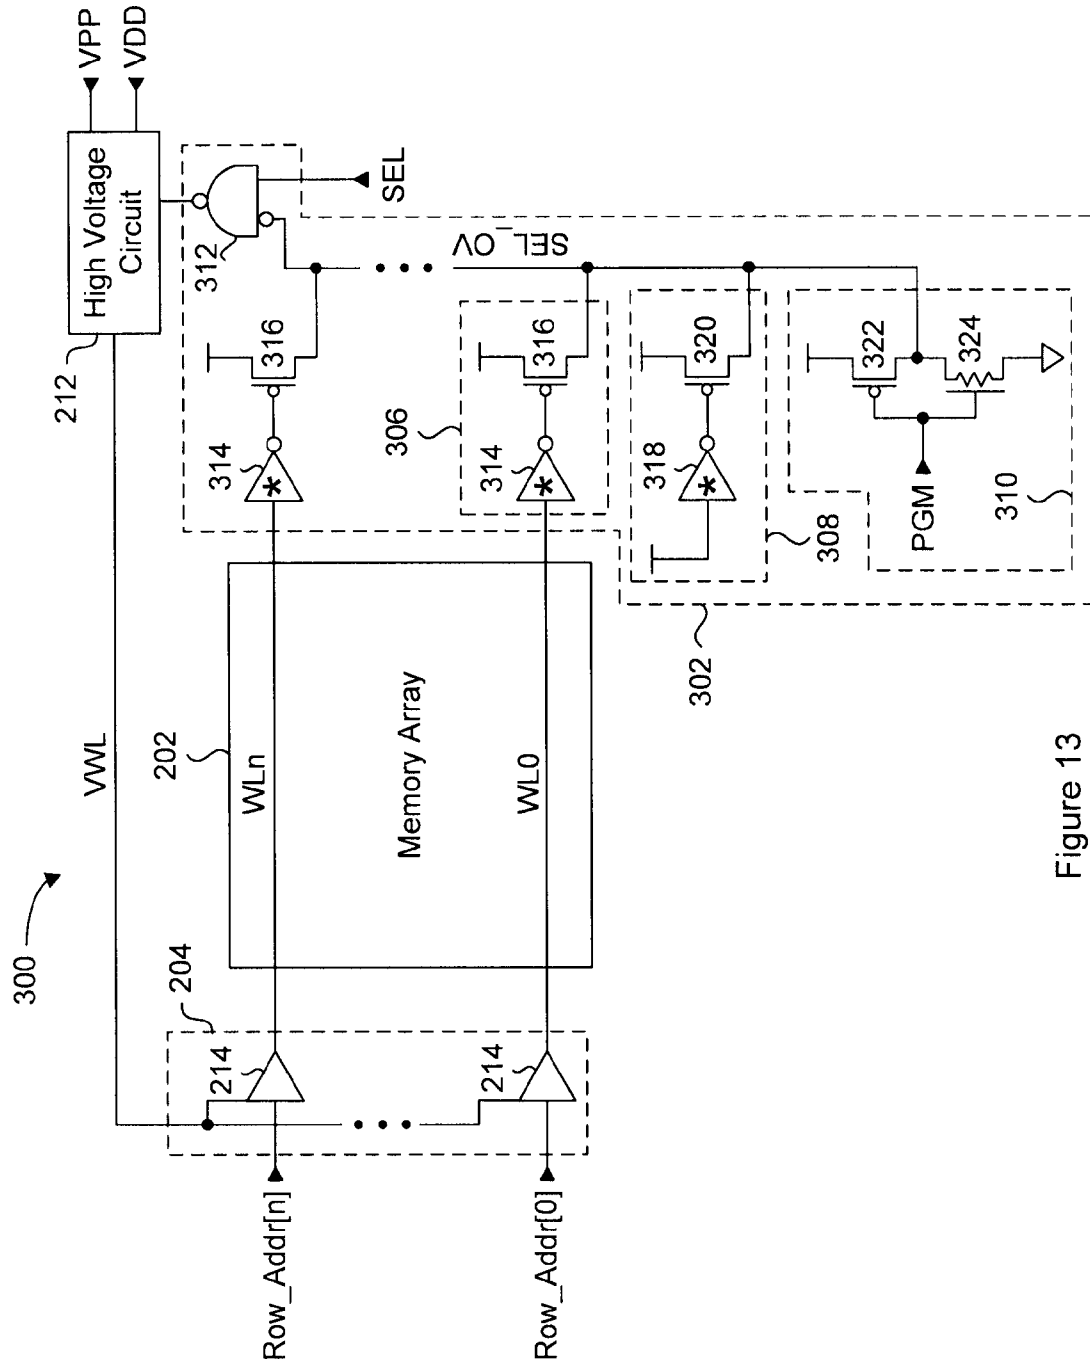 300
VWL
212
High Voltage
Circuit
VPP
VDD
204
214
202
WLn
314
316
312
SEL
SEL_OV
Row_Addr[n]
Memory Array
306
214
WL0
314
316
Row_Addr[0]
318
320
308
302
322
324
PGM
310
Figure 13